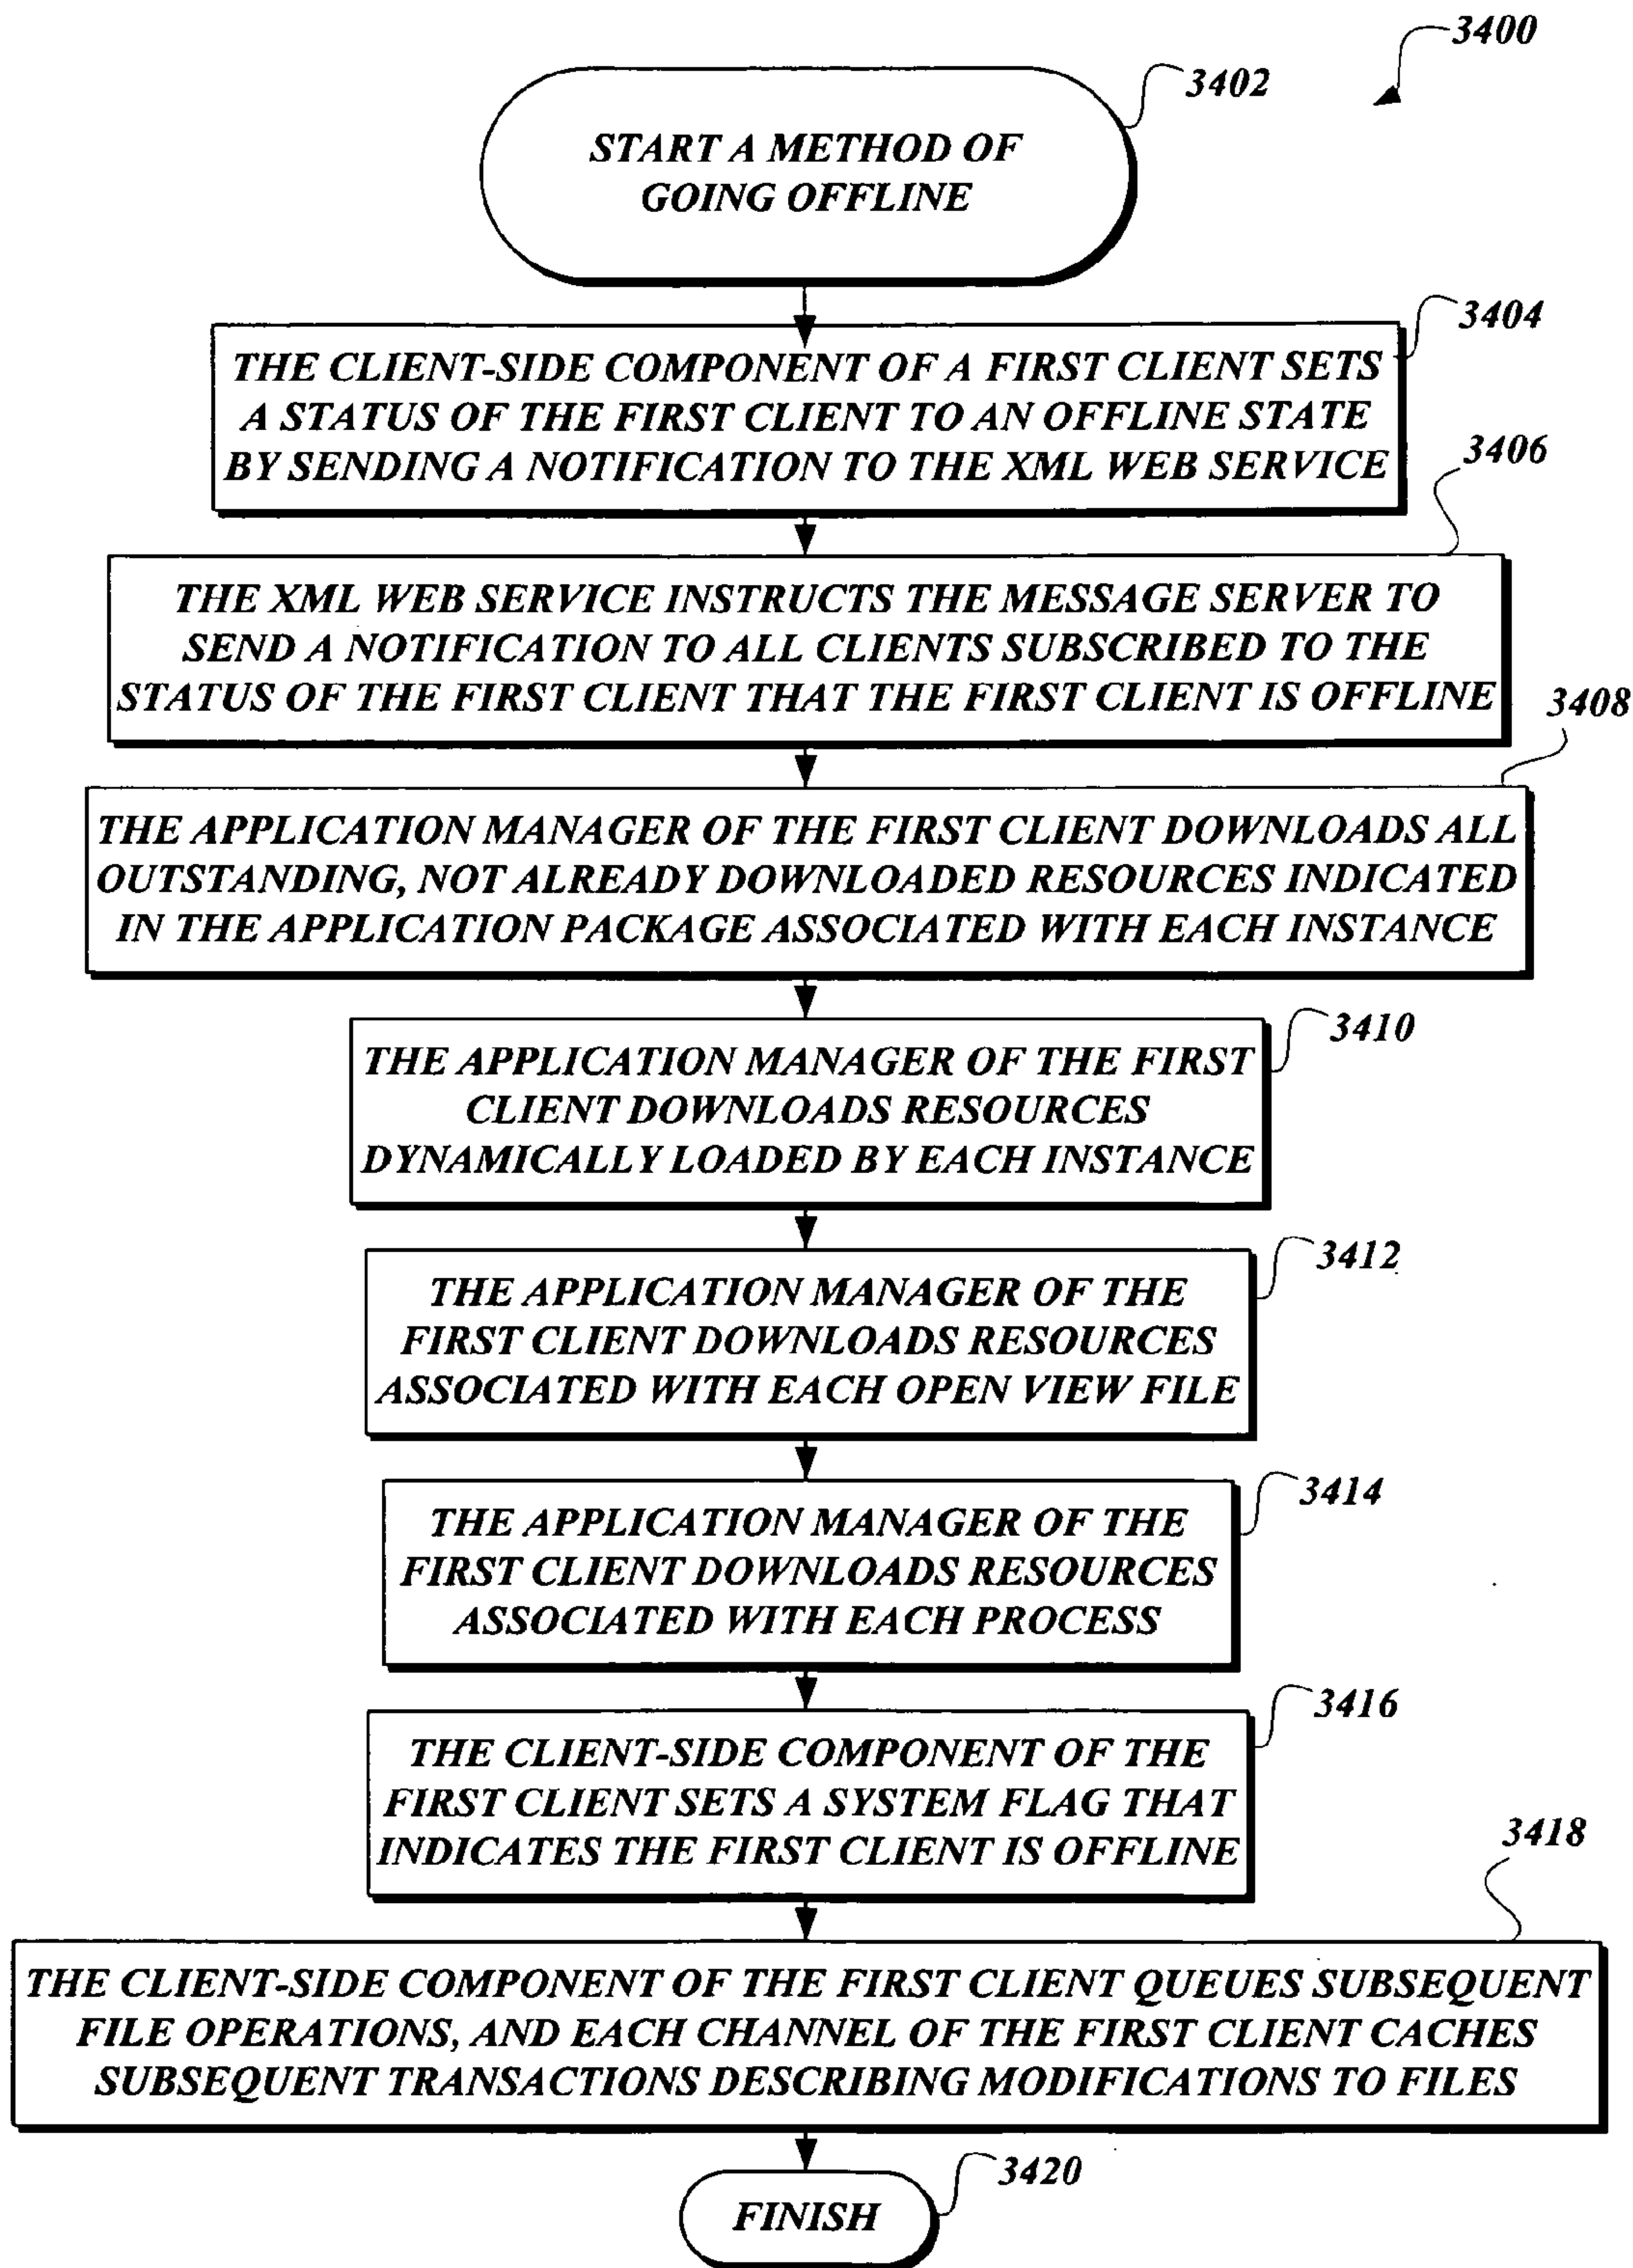 3400
3402
START A METHOD OF
GOING OFFLINE
3404
THE CLIENT-SIDE COMPONENT OF A FIRST CLIENT SETS
A STATUS OF THE FIRST CLIENT TO AN OFFLINE STATE
BY SENDING A NOTIFICATION TO THE XML WEB SERVICE
3406
THE XML WEB SERVICE INSTRUCTS THE MESSAGE SERVER TO
SEND A NOTIFICATION TO ALL CLIENTS SUBSCRIBED TO THE
STATUS OF THE FIRST CLIENT THAT THE FIRST CLIENT IS OFFLINE
3408
THE APPLICATION MANAGER OF THE FIRST CLIENT DOWNLOADS ALL
OUTSTANDING, NOT ALREADY DOWNLOADED RESOURCES INDICATED
IN THE APPLICATION PACKAGE ASSOCIATED WITH EACH INSTANCE
3410
THE APPLICATION MANAGER OF THE FIRST
CLIENT DOWNLOADS RESOURCES
DYNAMICALLY LOADED BY EACH INSTANCE
3412
THE APPLICATION MANAGER OF THE
FIRST CLIENT DOWNLOADS RESOURCES
ASSOCIATED WITH EACH OPEN VIEW FILE
3414
THE APPLICATION MANAGER OF THE
FIRST CLIENT DOWNLOADS RESOURCES
ASSOCIATED WITH EACH PROCESS
3416
THE CLIENT-SIDE COMPONENT OF THE
FIRST CLIENT SETS A SYSTEM FLAG THAT
INDICATES THE FIRST CLIENT IS OFFLINE
3418
THE CLIENT-SIDE COMPONENT OF THE FIRST CLIENT QUEUES SUBSEQUENT
FILE OPERATIONS, AND EACH CHANNEL OF THE FIRST CLIENT CACHES
SUBSEQUENT TRANSACTIONS DESCRIBING MODIFICATIONS TO FILES
3420
FINISH